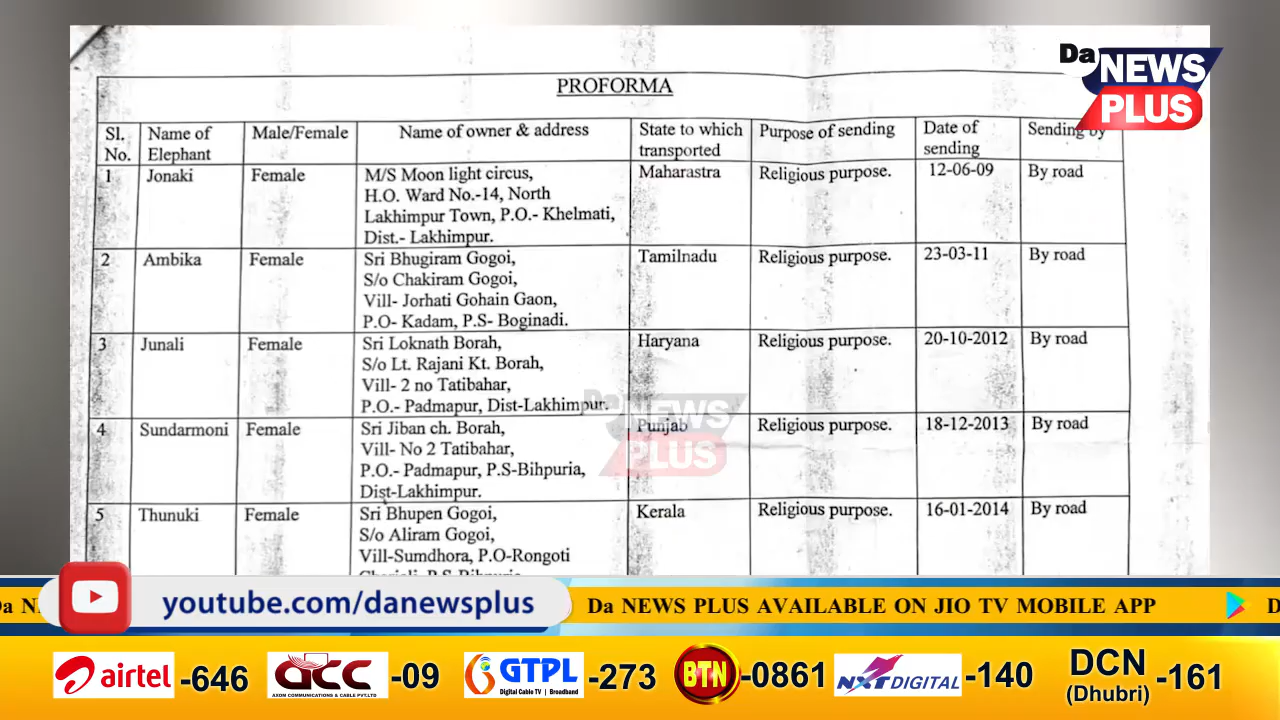 Da
NEWS
PLUS
PROFORMA
Sl. No. Name of Elephant Male/Female Name of owner & address State to which transported Purpose of sending Date of sending Sending by
1 Jonaki Female M/S Moon light circus, Maharastra Religious purpose. 12-06-09 By road
H.O. Ward No.-14, North
Lakhimpur Town, P.O.- Khelmati,
Dist.- Lakhimpur.
2 Ambika Female Sri Bhugiram Gogoi, Tamilnadu Religious purpose. 23-03-11 By road
S/o Chakiram Gogoi,
Vill- Jorhati Gohain Gaon,
P.O- Kadam, P.S- Boginadi.
3 Junali Female Sri Loknath Borah, Haryana Religious purpose. 20-10-2012 By road
S/o Lt. Rajani Kt. Borah,
Vill- 2 no Tatibahar,
P.O.- Padmapur, Dist-Lakhimpur.
4 Sundarmoni Female Sri Jiban ch. Borah, Punjab Religious purpose. 18-12-2013 By road
Vill- No 2 Tatibahar,
P.O.- Padmapur, P.S-Bihpuria,
Dist-Lakhimpur.
5 Thunuki Female Sri Bhupen Gogoi, Kerala Religious purpose. 16-01-2014 By road
S/o Aliram Gogoi,
Vill-Sumdhora, P.O-Rongoti
Da
NEWS
PLUS
youtube.com/danewsplus
Da NEWS PLUS AVAILABLE ON JIO TV MOBILE APP
airtel -646
ACC -09
AXON COMMUNICATIONS & CABLE PVT.LTD
GTPL -273
Digital Cable TV | Broadband
BTN -0861
NXT DIGITAL -140
DCN
(Dhubri) -161